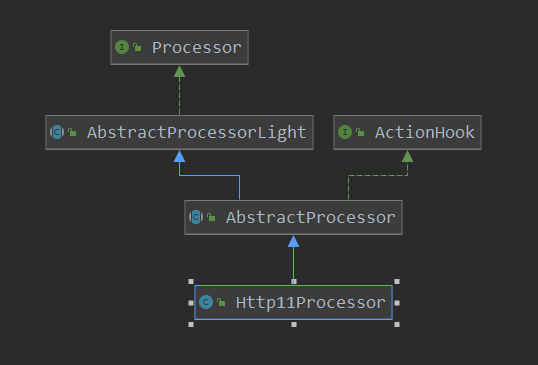 I Processor
C AbstractProcessorLight
I ActionHook
C AbstractProcessor
C Http11Processor